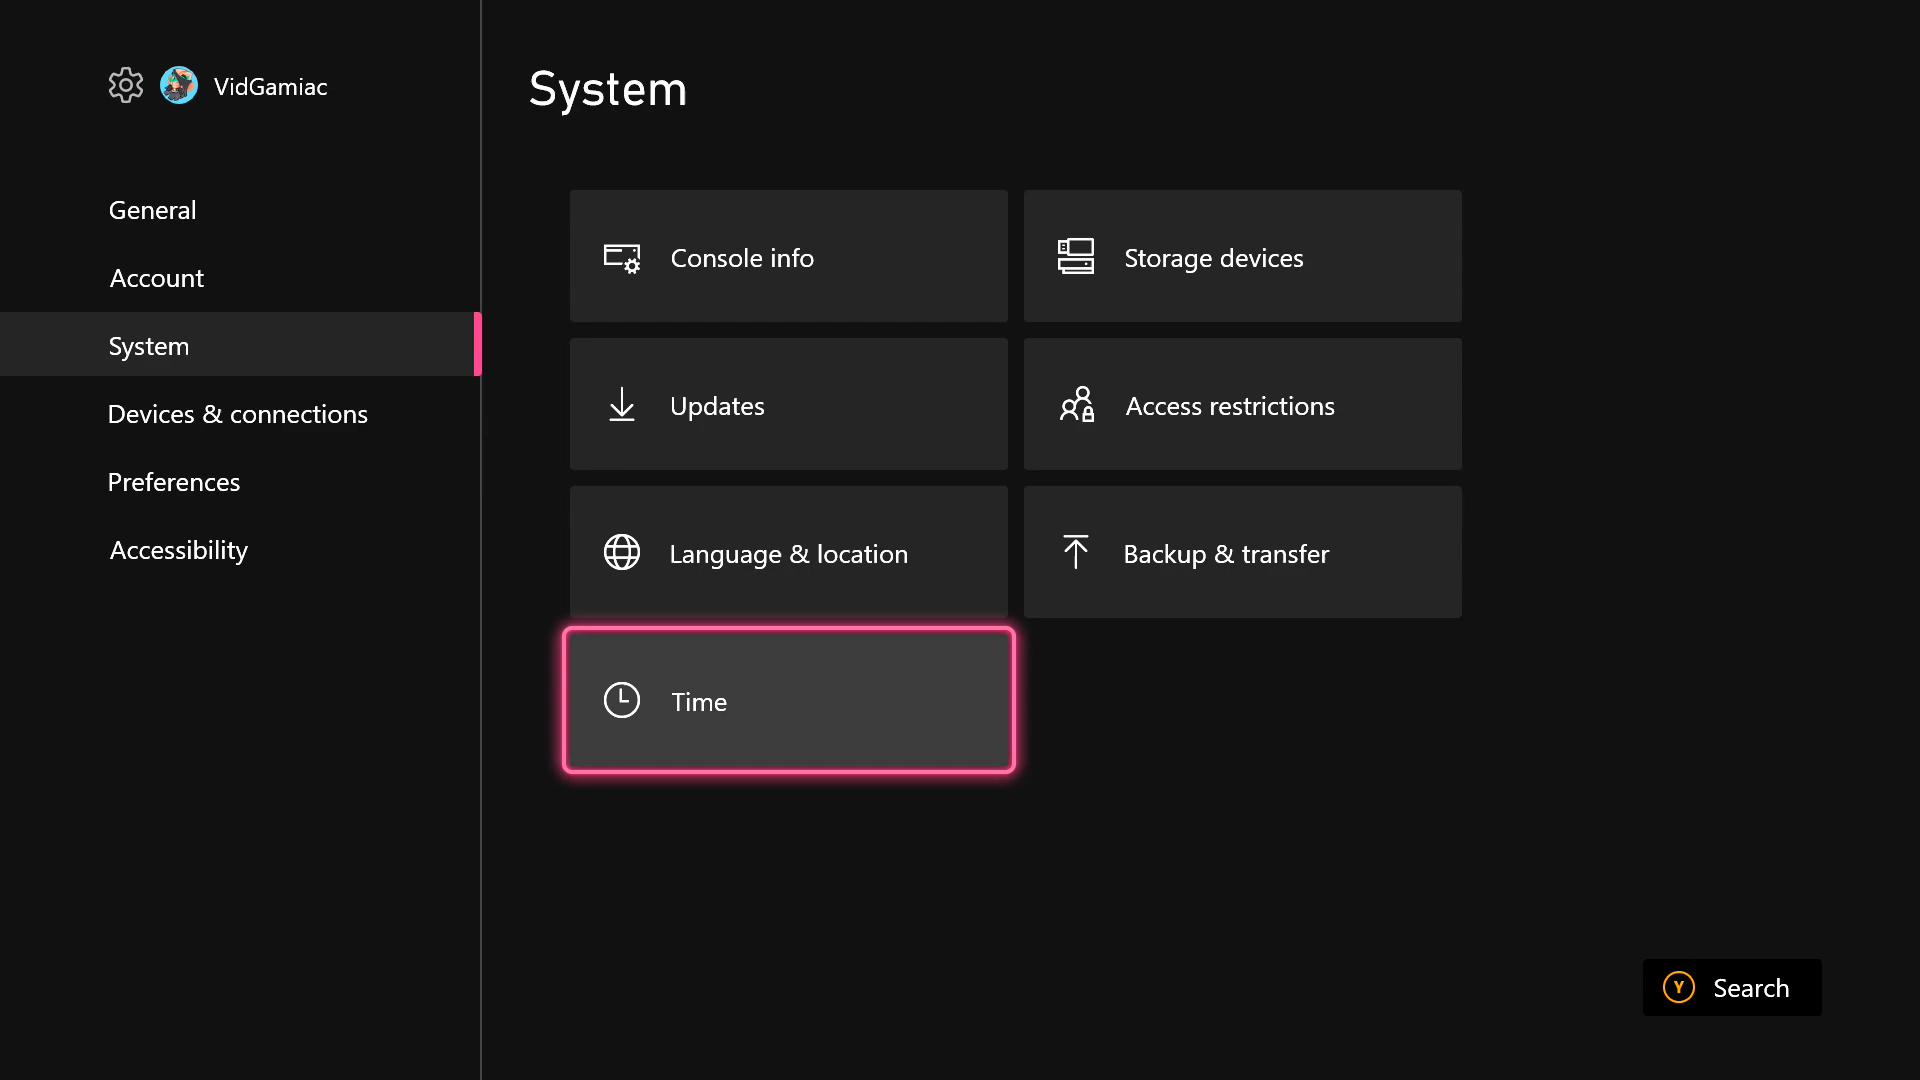 VidGamiac
General
Account
System
Devices & connections
Preferences
Accessibility
System
Console info
Storage devices
Updates
Access restrictions
Language & location
Backup & transfer
Time
Y Search